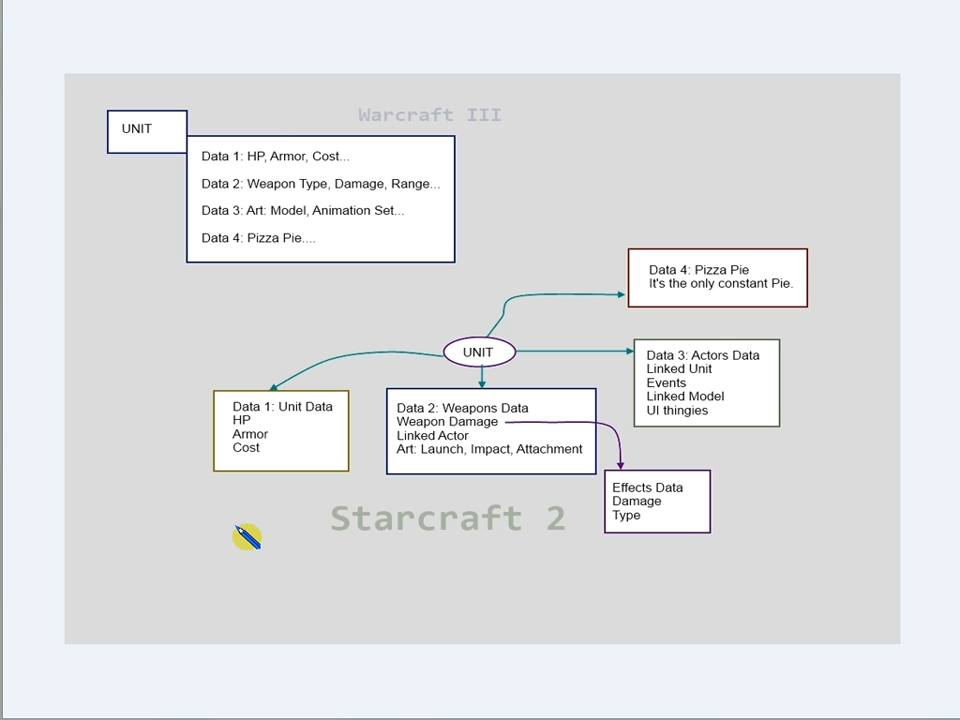 Warcraft III
UNIT
Data 1: HP, Armor, Cost...
Data 2: Weapon Type, Damage, Range...
Data 3: Art: Model, Animation Set...
Data 4: Pizza Pie....
Data 4: Pizza Pie
It's the only constant Pie.
UNIT
Data 3: Actors Data
Linked Unit
Events
Linked Model
UI thingies
Data 1: Unit Data
HP
Armor
Cost
Data 2: Weapons Data
Weapon Damage
Linked Actor
Art: Launch, Impact, Attachment
Effects Data
Damage
Type
Starcraft 2